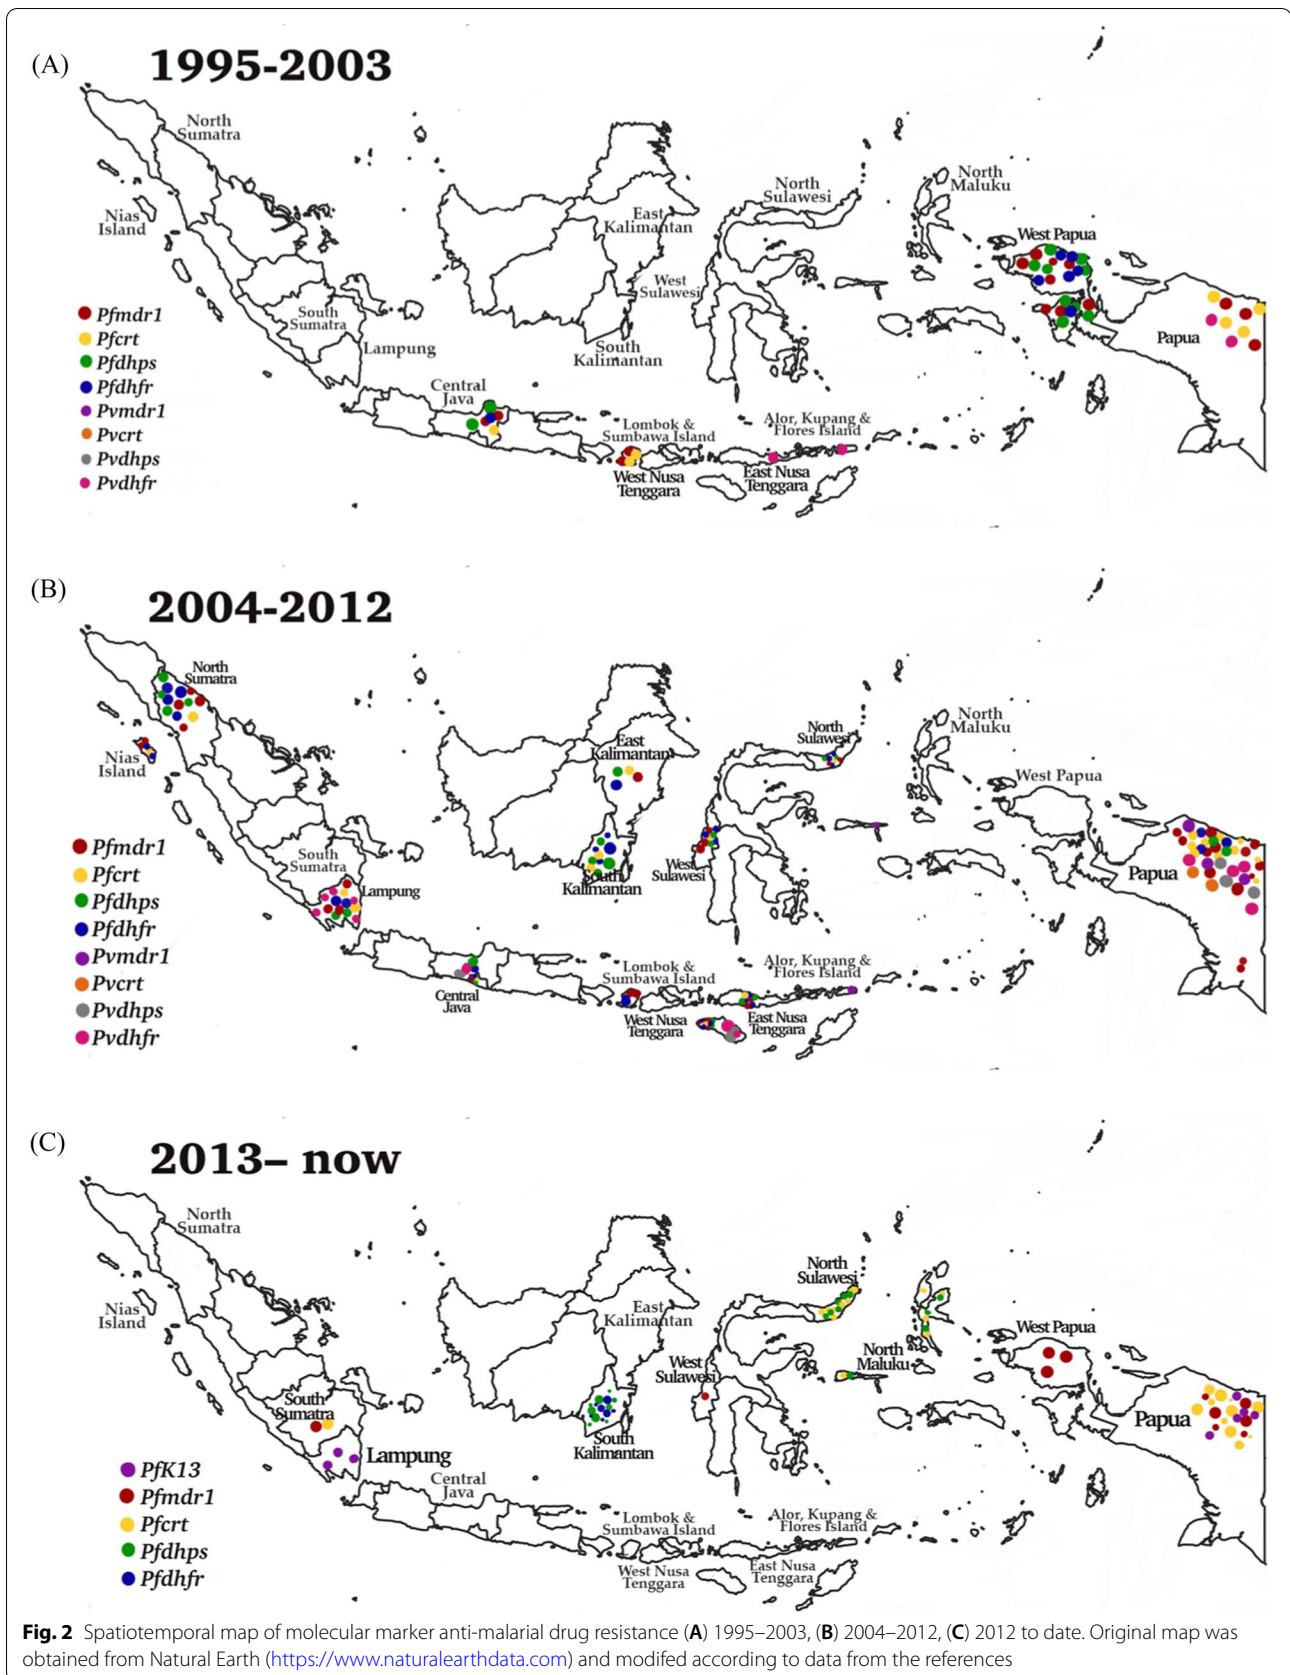 (A)
1995-2003
North
Sumatra
Nias
Island
South
Sumatra
Lampung
Central
Java
East
Kalimantan
West
Sulawesi
South
Kalimantan
North
Sulawesi
North
Maluku
West Papua
Papua
Lombok &
Sumbawa Island
West Nusa
Tenggara
Alor, Kupang &
Flores Island
East Nusa
Tenggara
Pfmdr1
Pfcrt
Pfdhps
Pfdhfr
Pvmdr1
Pvcrt
Pvdhps
Pvdhfr
(B)
2004-2012
North
Sumatra
Nias
Island
South
Sumatra
Lampung
Central
Java
East
Kalimantan
South
Kalimantan
West
Sulawesi
North
Sulawesi
North
Maluku
West Papua
Papua
Lombok &
Sumbawa Island
West Nusa
Tenggara
Alor, Kupang &
Flores Island
East Nusa
Tenggara
Pfmdr1
Pfcrt
Pfdhps
Pfdhfr
Pvmdr1
Pvcrt
Pvdhps
Pvdhfr
(C)
2013– now
North
Sumatra
Nias
Island
South
Sumatra
Lampung
Central
Java
East
Kalimantan
South
Kalimantan
West
Sulawesi
North
Sulawesi
North
Maluku
West Papua
Papua
Lombok &
Sumbawa Island
West Nusa
Tenggara
Alor, Kupang &
Flores Island
East Nusa
Tenggara
PfK13
Pfmdr1
Pfcrt
Pfdhps
Pfdhfr
Fig. 2 Spatiotemporal map of molecular marker anti-malarial drug resistance (A) 1995–2003, (B) 2004–2012, (C) 2012 to date. Original map was
obtained from Natural Earth (https://www.naturalearthdata.com) and modifed according to data from the references